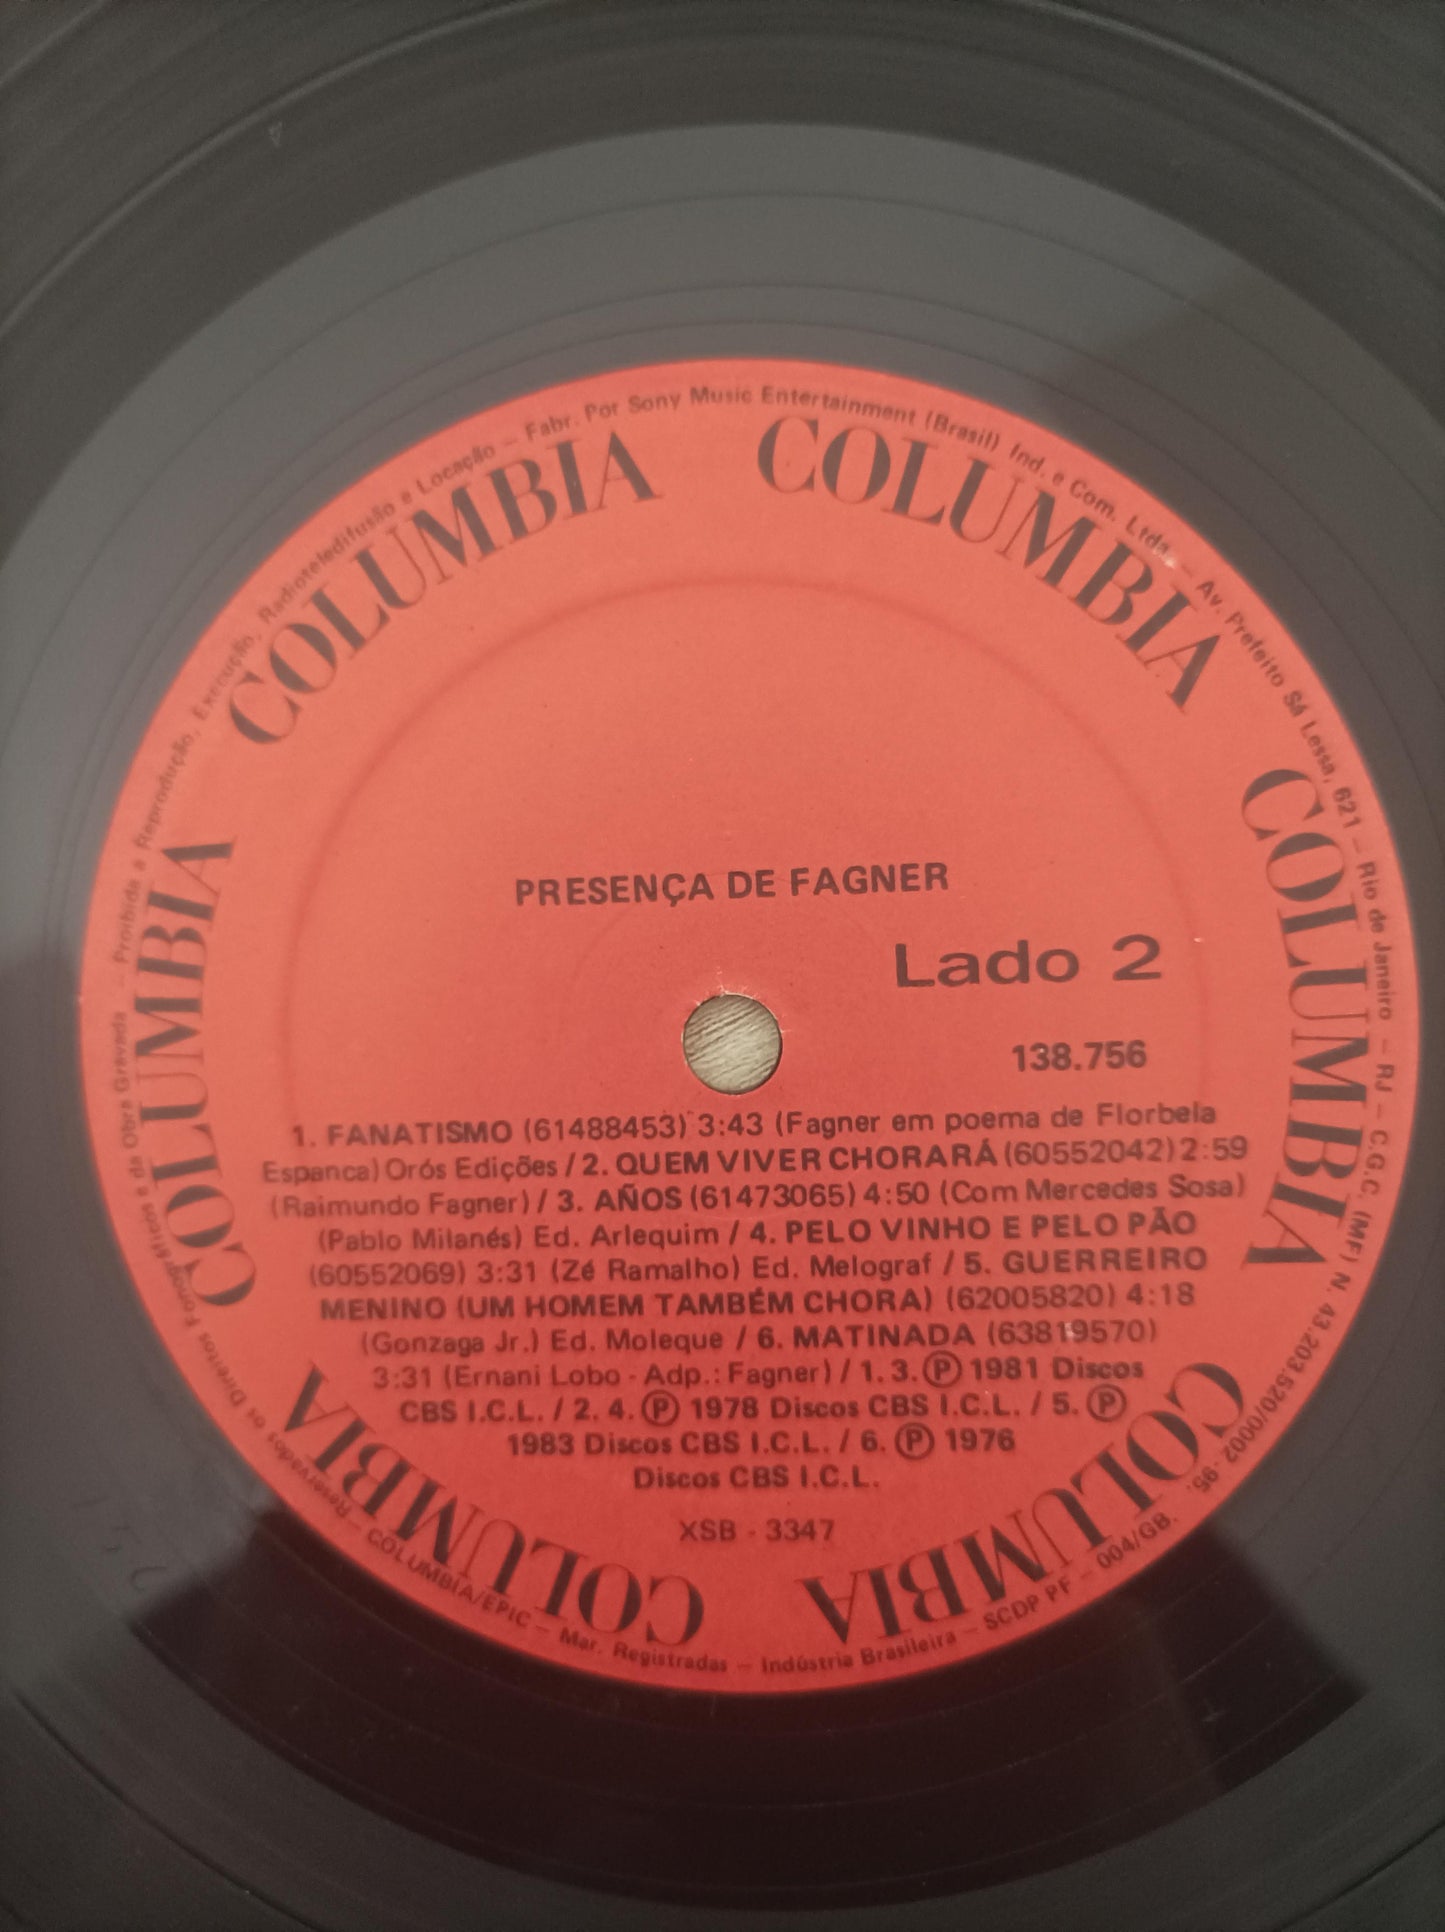 COLUMBIA COLUMBIA COLUMBIA COLUMBIA COLUMBIA COLUMBIA COLUMBIA
PRESENÇA DE FAGNER
Lado 2
138.756
1. FANATISMO (61488453) 3:43 (Fagner em poema de Florbela
Espanca) Orós Edições / 2. QUEM VIVER CHORARÁ (60552042) 2:59
(Raimundo Fagner) / 3. AÑOS (61473065) 4:50 (Com Mercedes Sosa)
(Pablo Milanés) Ed. Arlequim / 4. PELO VINHO E PELO PÃO
(60552069) 3:31 (Zé Ramalho) Ed. Melograf / 5. GUERREIRO
MENINO (UM HOMEM TAMBÉM CHORA) (62005820) 4:18
(Gonzaga Jr.) Ed. Moleque / 6. MATINADA (63819570)
3:31 (Ernani Lobo - Adp.: Fagner) / 1. 3. Ⓟ 1981 Discos
CBS I.C.L. / 2. 4. Ⓟ 1978 Discos CBS I.C.L. / 5. Ⓟ
1983 Discos CBS I.C.L. / 6. Ⓟ 1976
Discos CBS I.C.L.
XSB - 3347
Reservados os Direitos Fonográficos e da Obra Gravada – Proibida a Reprodução, Execução, Radioteledifusão e Locação – Fabr. Por Sony Music Entertainment (Brasil) Ind. e Com. Ltda. – Av. Prefeito Sá Lessa, 621 – Rio de Janeiro – RJ – C.G.C. (MF) N. 43.203.520/0002-95.
COLUMBIA/EPIC – Mar. Registradas – Indústria Brasileira – SCDP PF – 004/GB.